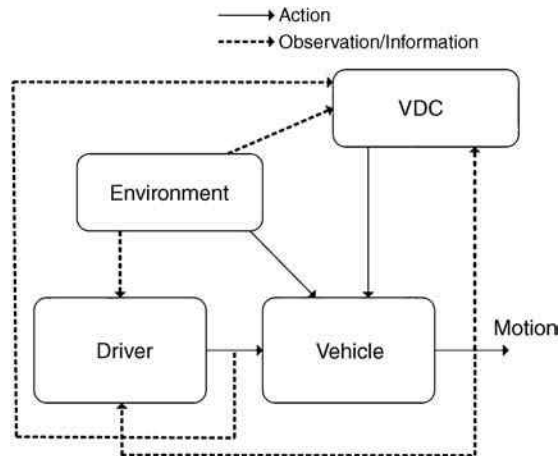 Action
Observation/Information
VDC
Environment
Driver
Vehicle
Motion